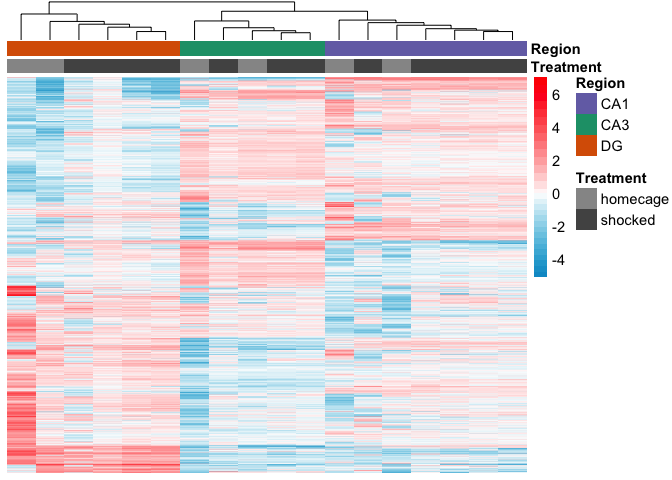 Region
Treatment
6
4
2
0
-2
-4
Region
CA1
CA3
DG
Treatment
homecage
shocked